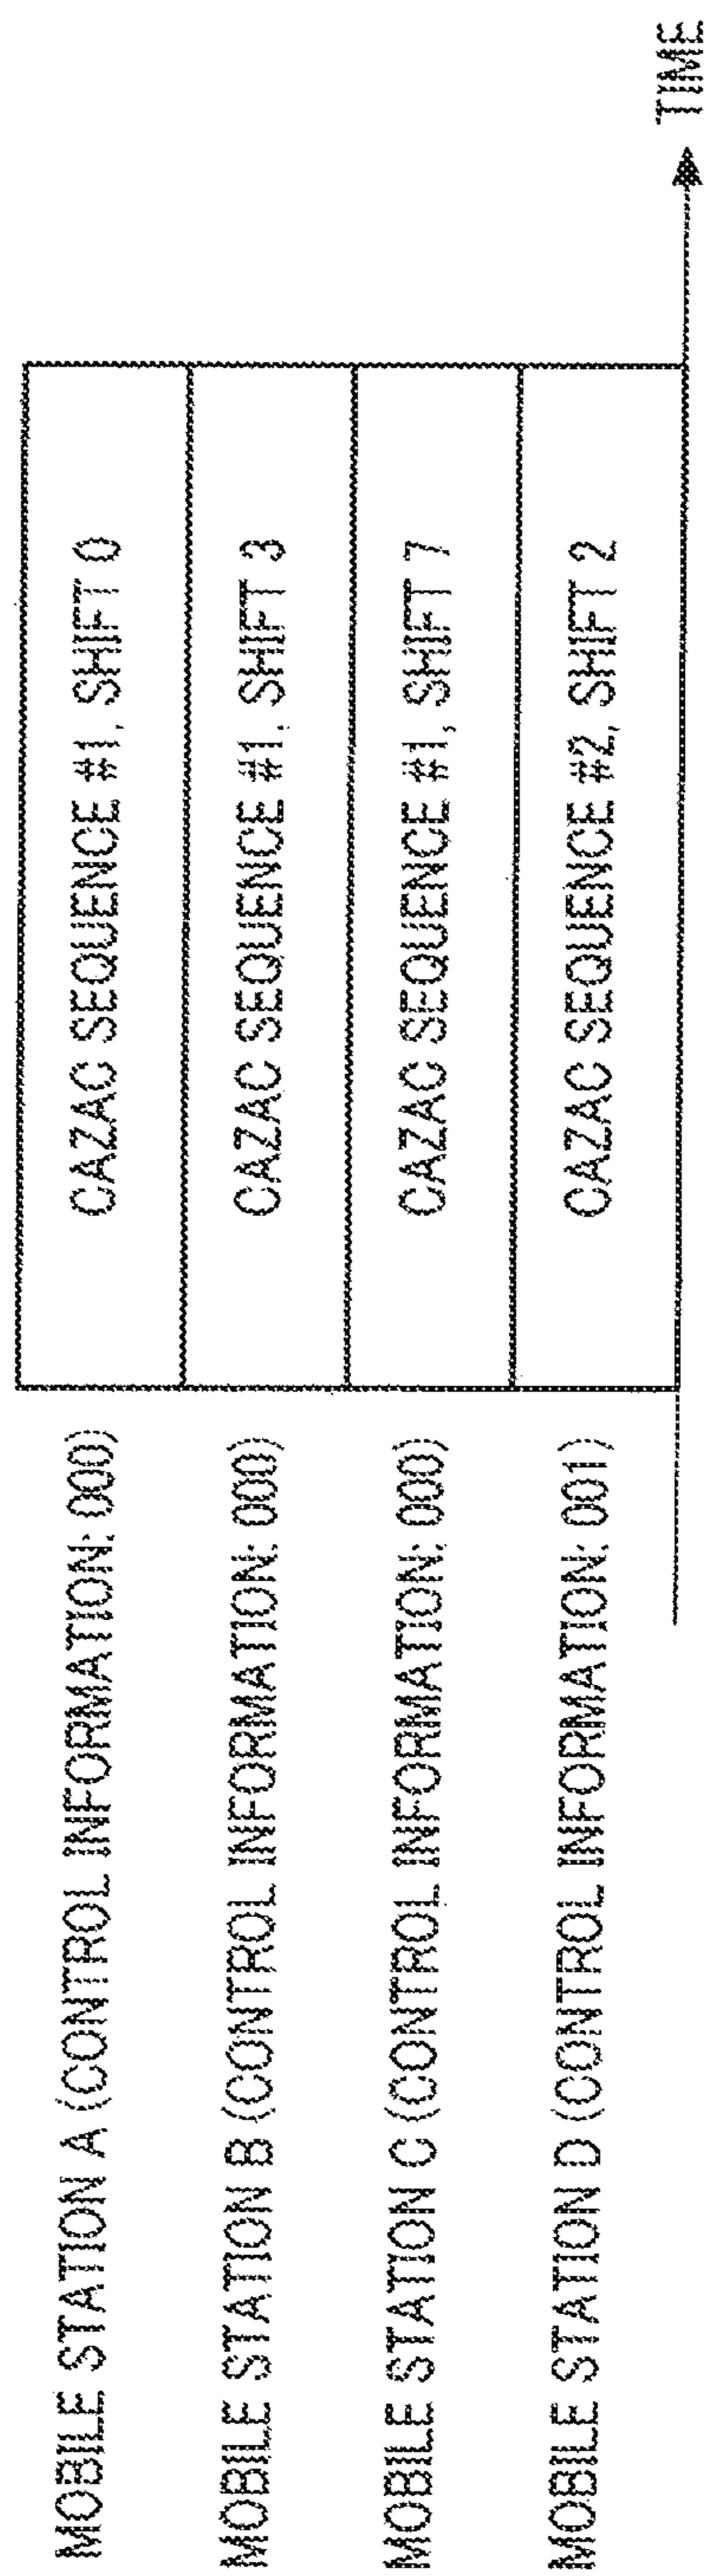 MOBILE STATION A (CONTROL INFORMATION: 000) CAZAC SEQUENCE #1, SHIFT 0
MOBILE STATION B (CONTROL INFORMATION: 000) CAZAC SEQUENCE #1, SHIFT 3
MOBILE STATION C (CONTROL INFORMATION: 000) CAZAC SEQUENCE #1, SHIFT 7
MOBILE STATION D (CONTROL INFORMATION: 001) CAZAC SEQUENCE #2, SHIFT 2
TIME